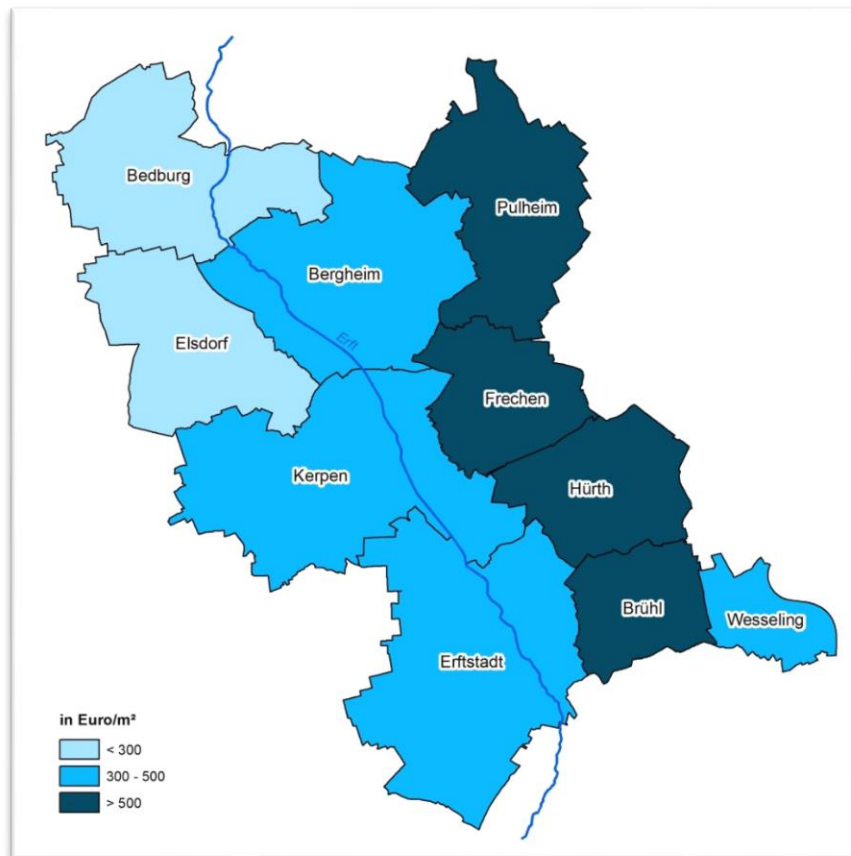 Bedburg
Pulheim
Bergheim
Erft
Elsdorf
Frechen
Kerpen
Hürth
Brühl
Wesseling
Erftstadt
in Euro/m²
< 300
300 - 500
> 500